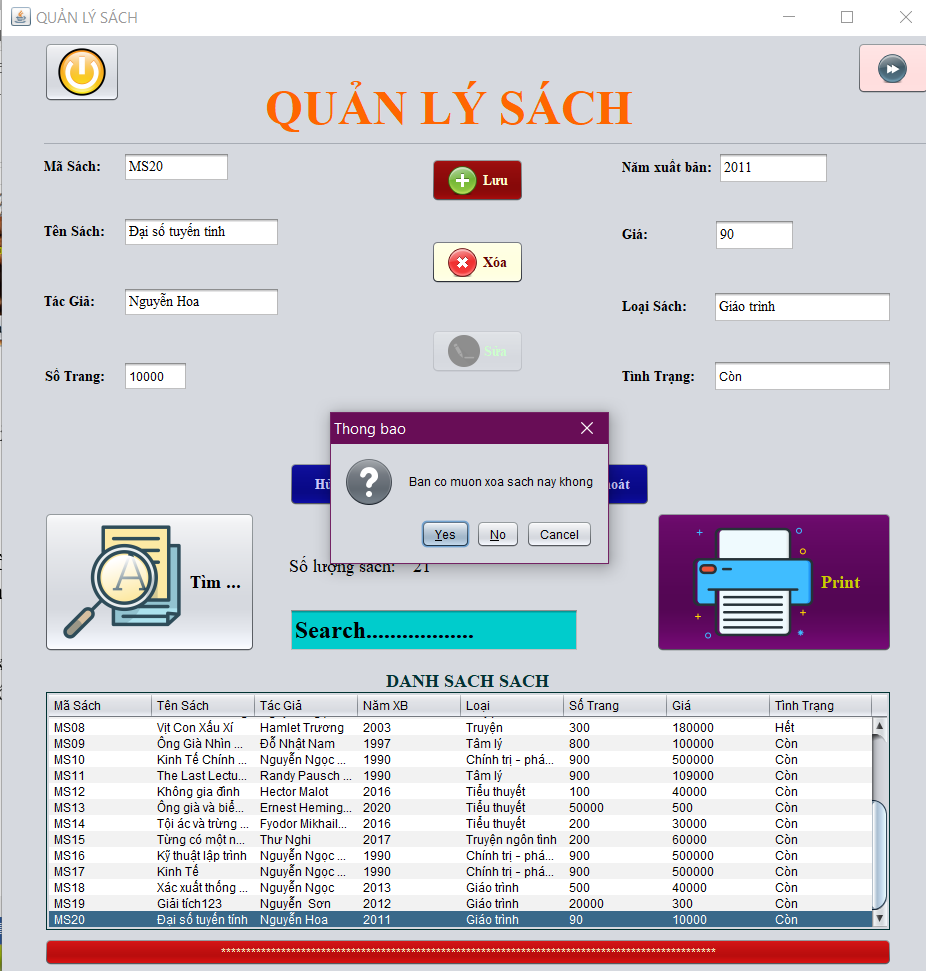 QUẢN LÝ SÁCH
QUẢN LÝ SÁCH
Mã Sách: MS20
Lưu
Năm xuất bản: 2011
Tên Sách: Đại số tuyến tính
Xóa
Giá: 90
Tác Giả: Nguyễn Hoa
Loại Sách: Giáo trình
Sửa
Số Trang: 10000
Tình Trạng: Còn
Thong bao
Ban co muon xoa sach nay khong
Yes No Cancel
Tìm ...
Số lượng sách: 21
Print
Search..................
DANH SACH SACH
Mã Sách Tên Sách Tác Giả Năm XB Loại Số Trang Giá Tình Trạng
MS08 Vịt Con Xấu Xí Hamlet Trương 2003 Truyện 300 180000 Hết
MS09 Ông Già Nhìn ... Đỗ Nhật Nam 1997 Tâm lý 800 100000 Còn
MS10 Kinh Tế Chính ... Nguyễn Ngọc ... 1990 Chính trị – phá... 900 500000 Còn
MS11 The Last Lectu... Randy Pausch ... 1990 Tâm lý 900 109000 Còn
MS12 Không gia đình Hector Malot 2016 Tiểu thuyết 100 40000 Còn
MS13 Ông già và biể... Ernest Heming... 2020 Tiểu thuyết 50000 500 Còn
MS14 Tội ác và trừng ... Fyodor Mikhail... 2016 Tiểu thuyết 200 30000 Còn
MS15 Từng có một n... Thư Nghi 2017 Truyện ngôn tình 200 60000 Còn
MS16 Kỹ thuật lập trình Nguyễn Ngọc ... 1990 Chính trị – phá... 900 500000 Còn
MS17 Kinh Tế Nguyễn Ngọc ... 1990 Chính trị – phá... 900 500000 Còn
MS18 Xác xuất thống ... Nguyễn Ngọc 2013 Giáo trình 500 40000 Còn
MS19 Giải tích123 Nguyễn Sơn 2012 Giáo trình 20000 300 Còn
MS20 Đại số tuyến tính Nguyễn Hoa 2011 Giáo trình 90 10000 Còn